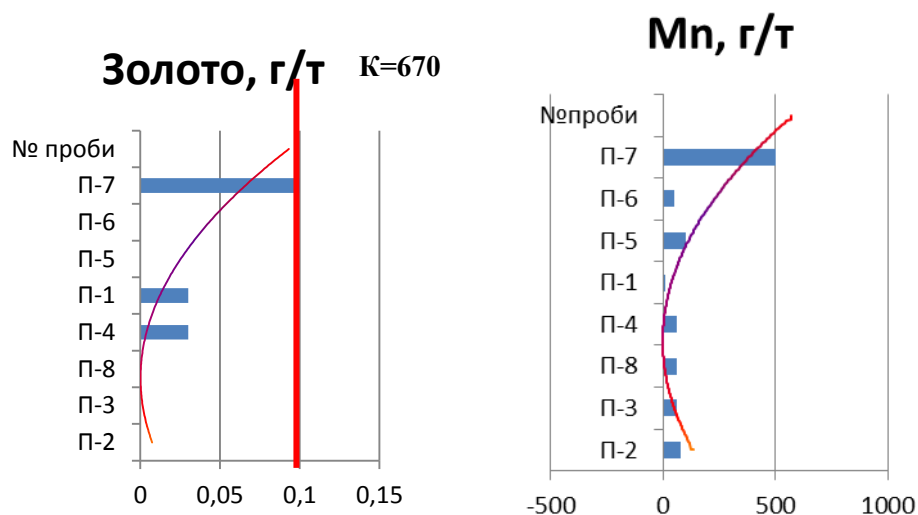 Золото, г/т
К=670
№ проби
П-7
П-6
П-5
П-1
П-4
П-8
П-3
П-2
0 0,05 0,1 0,15
Mn, г/т
№проби
П-7
П-6
П-5
П-1
П-4
П-8
П-3
П-2
-500 0 500 1000